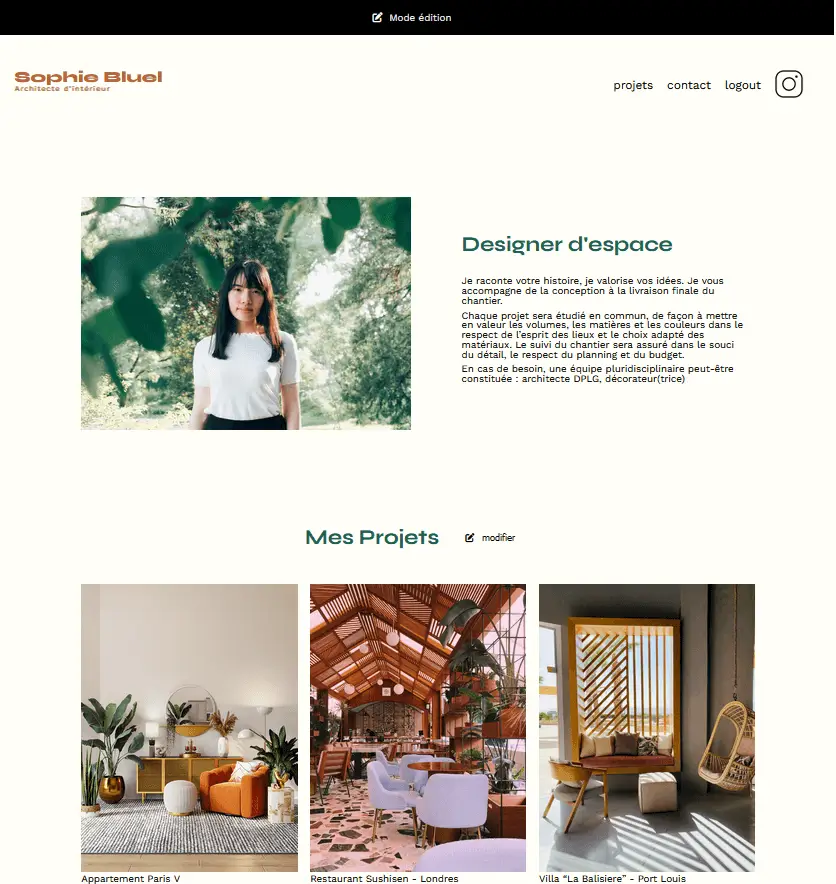 Mode édition
Sophie Bluel
Architecte d'intérieur
projets contact logout
Designer d'espace
Je raconte votre histoire, je valorise vos idées. Je vous
accompagne de la conception à la livraison finale du
chantier.
Chaque projet sera étudié en commun, de façon à mettre
en valeur les volumes, les matières et les couleurs dans le
respect de l'esprit des lieux et le choix adapté des
matériaux. Le suivi du chantier sera assuré dans le souci
du détail, le respect du planning et du budget.
En cas de besoin, une équipe pluridisciplinaire peut-être
constituée : architecte DPLG, décorateur(trice)
Mes Projets modifier
Appartement Paris V
Restaurant Sushisen - Londres
Villa “La Balisiere” - Port Louis